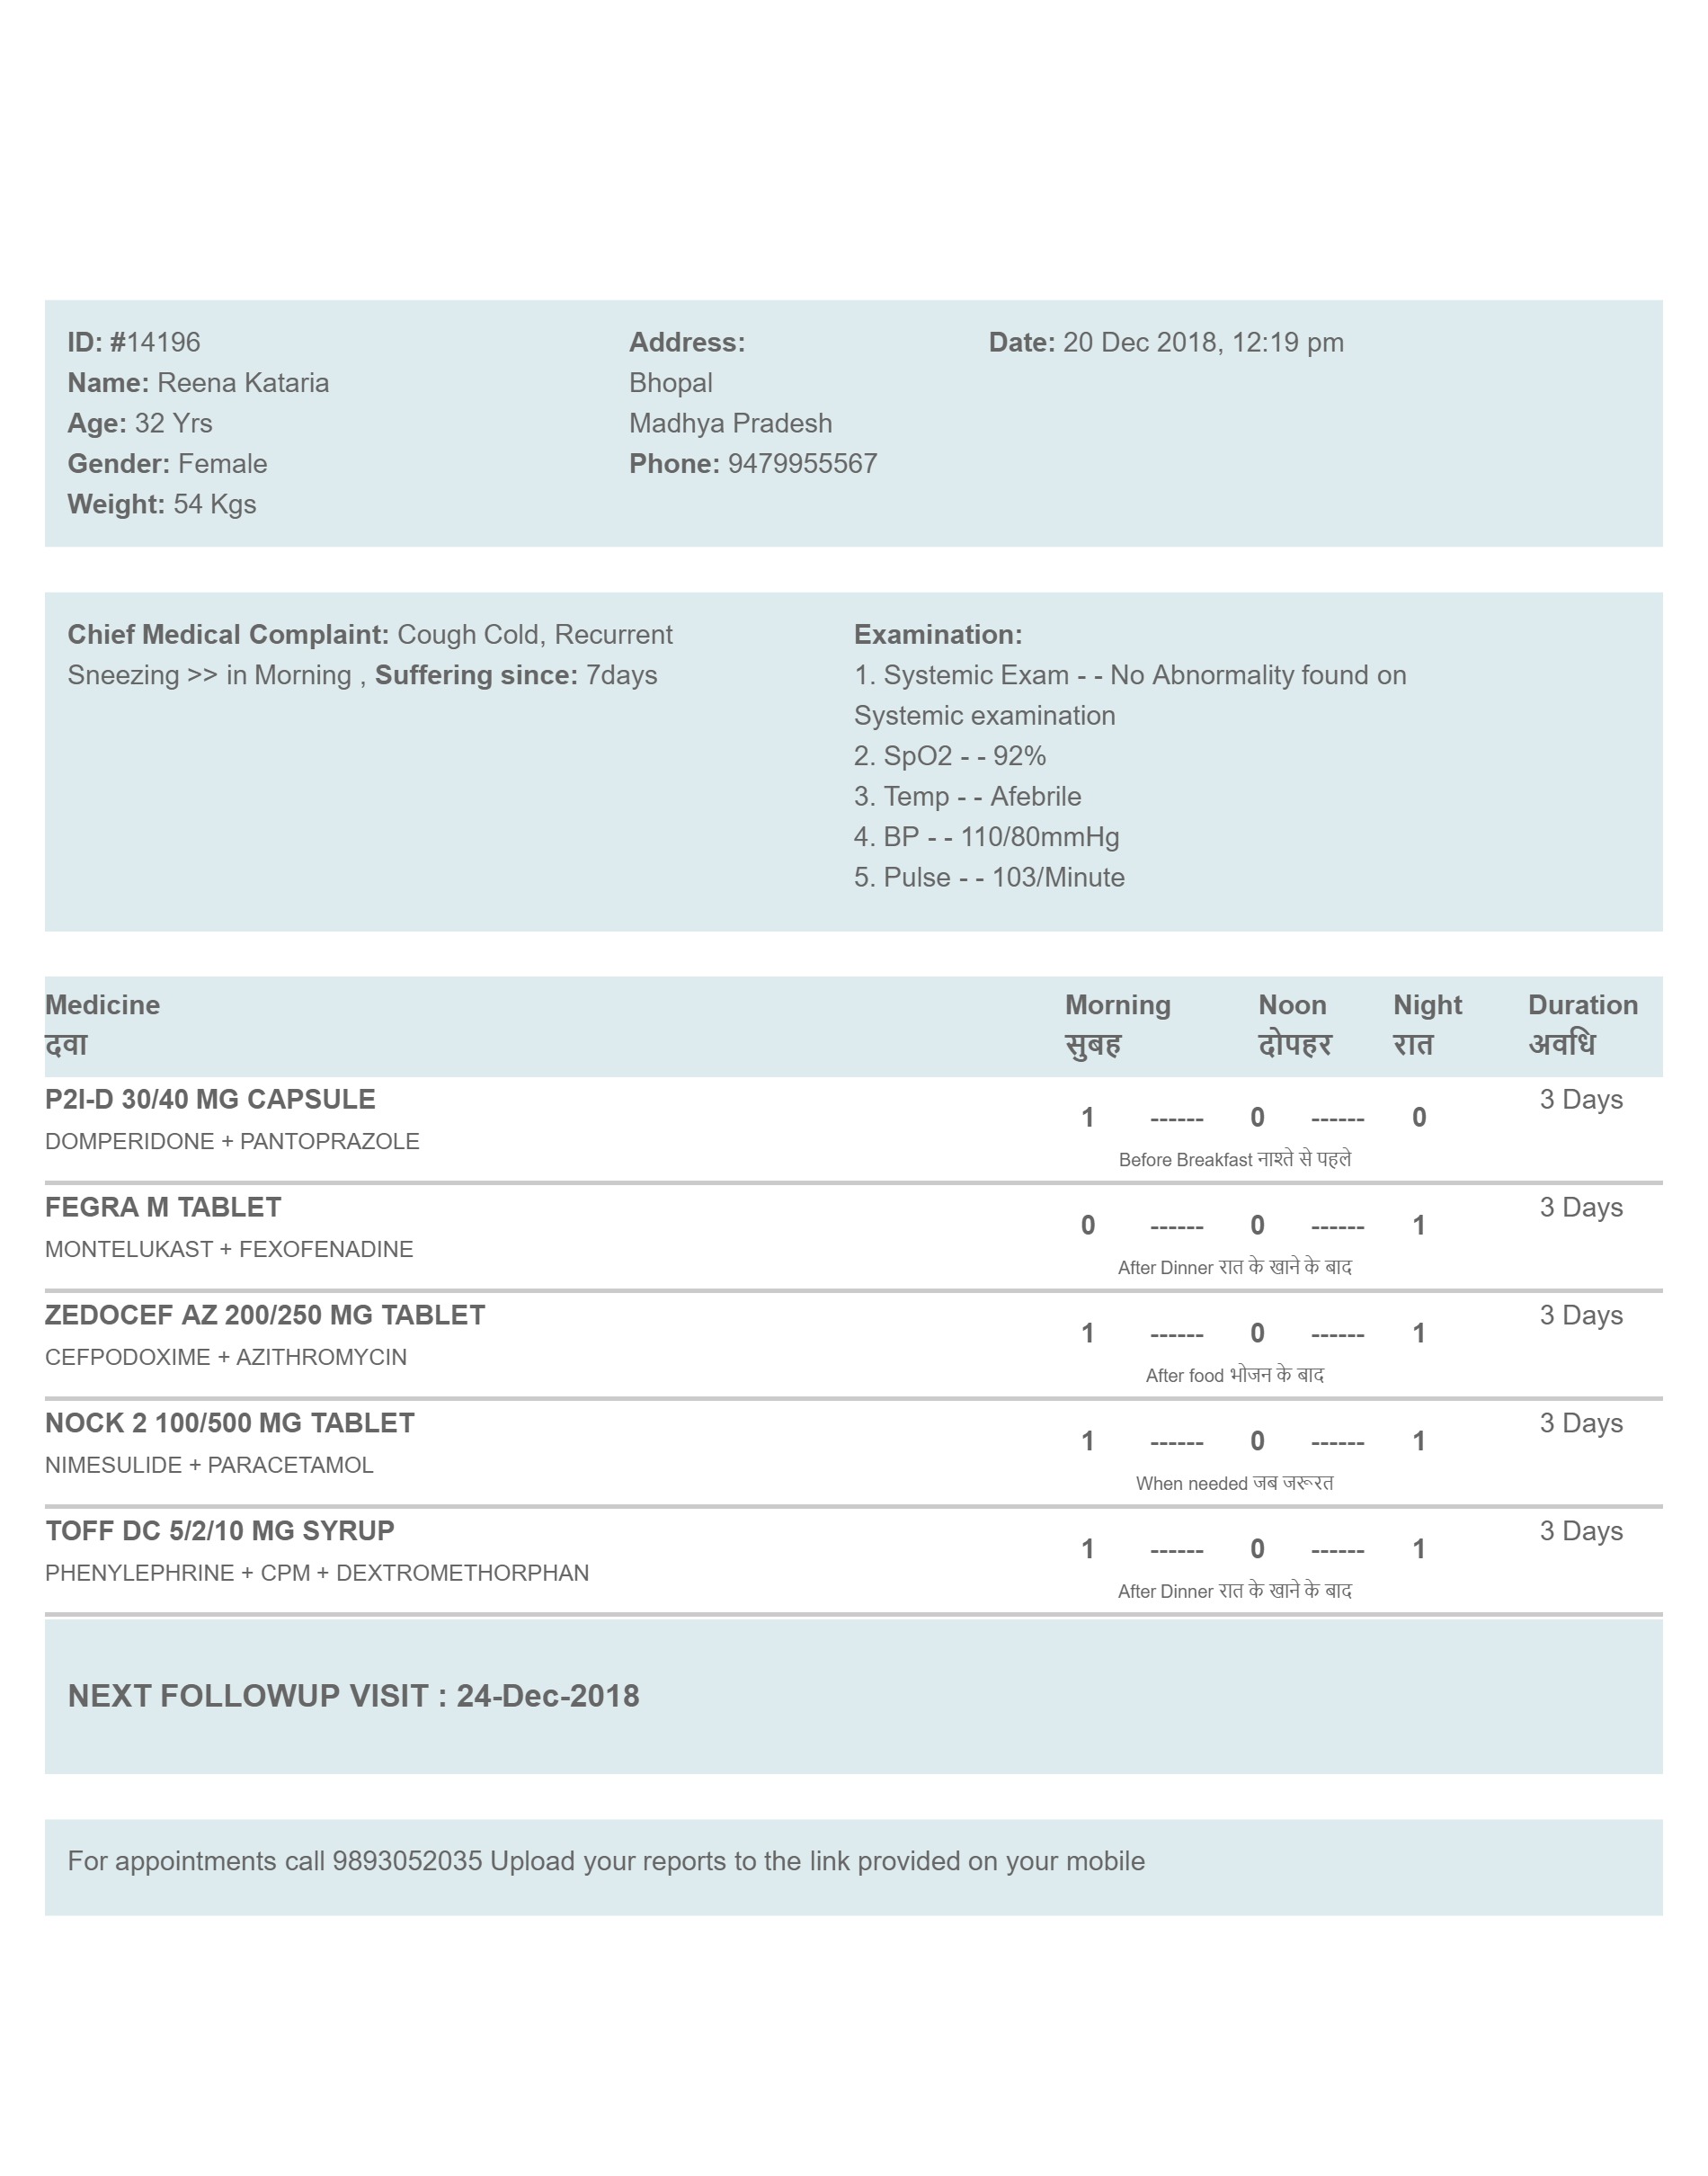 ID: #14196
Name: Reena Kataria
Age: 32 Yrs
Gender: Female
Weight: 54 Kgs
Address:
Bhopal
Madhya Pradesh
Phone: 9479955567
Date: 20 Dec 2018, 12:19 pm
Chief Medical Complaint: Cough Cold, Recurrent
Sneezing >> in Morning , Suffering since: 7days
Examination:
1. Systemic Exam - - No Abnormality found on
Systemic examination
2. SpO2 - - 92%
3. Temp - - Afebrile
4. BP - - 110/80mmHg
5. Pulse - - 103/Minute
Medicine Morning Noon Night Duration
दवा सुबह दोपहर रात अवधि
P2I-D 30/40 MG CAPSULE 3 Days
1 ------ 0 ------ 0
DOMPERIDONE + PANTOPRAZOLE
Before Breakfast नाश्ते से पहले
FEGRA M TABLET 3 Days
0 ------ 0 ------ 1
MONTELUKAST + FEXOFENADINE
After Dinner रात के खाने के बाद
ZEDOCEF AZ 200/250 MG TABLET 3 Days
1 ------ 0 ------ 1
CEFPODOXIME + AZITHROMYCIN
After food भोजन के बाद
NOCK 2 100/500 MG TABLET 3 Days
1 ------ 0 ------ 1
NIMESULIDE + PARACETAMOL
When needed जब जरूरत
TOFF DC 5/2/10 MG SYRUP 3 Days
1 ------ 0 ------ 1
PHENYLEPHRINE + CPM + DEXTROMETHORPHAN
After Dinner रात के खाने के बाद
NEXT FOLLOWUP VISIT : 24-Dec-2018
For appointments call 9893052035 Upload your reports to the link provided on your mobile